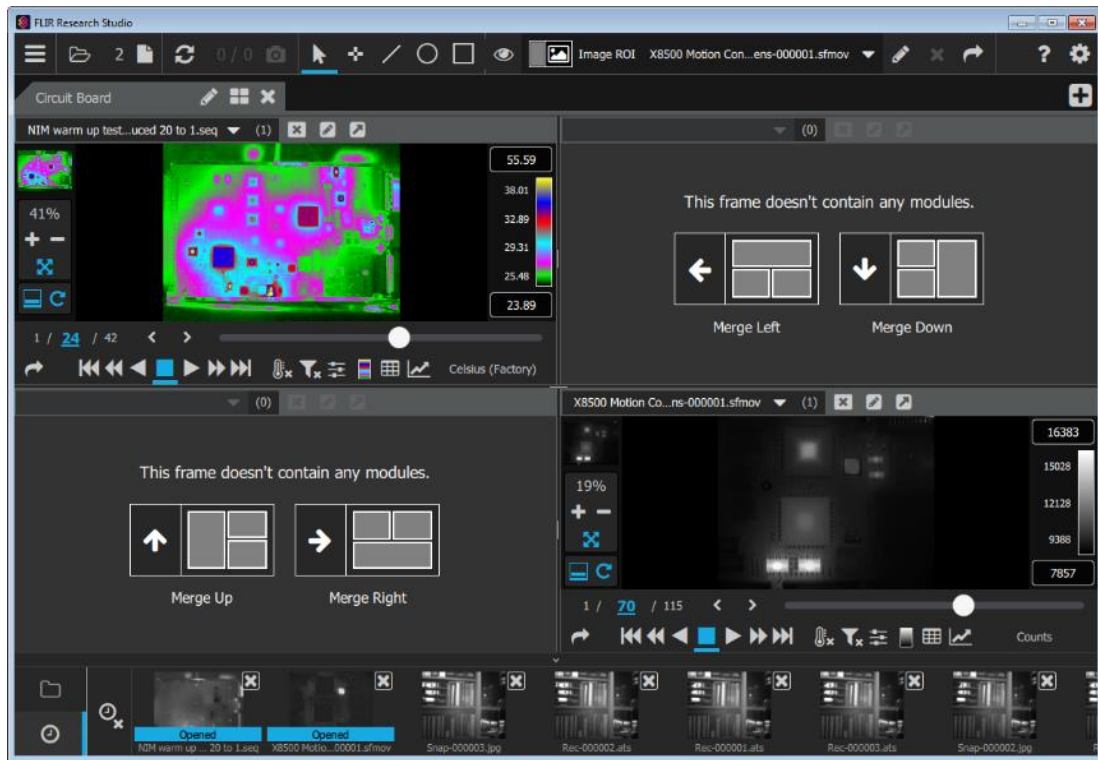 FLIR Research Studio
2
0 / 0
Image ROI
X8500 Motion Con...ens-000001.sfmov
?
Circuit Board
NIM warm up test...uced 20 to 1.seq
(1)
41%
55.59
38.01
32.89
29.31
25.48
23.89
1 / 24 / 42
Celsius (Factory)
(0)
This frame doesn't contain any modules.
Merge Left
Merge Down
(0)
This frame doesn't contain any modules.
Merge Up
Merge Right
X8500 Motion Co...ns-000001.sfmov
(1)
19%
16383
15028
12128
9388
7857
1 / 70 / 115
Counts
Opened
NIM warm up ... 20 to 1.seq
Opened
X8500 Motio...00001.sfmov
Snap-000003.jpg
Rec-000002.ats
Rec-000001.ats
Rec-000003.ats
Snap-000002.jpg